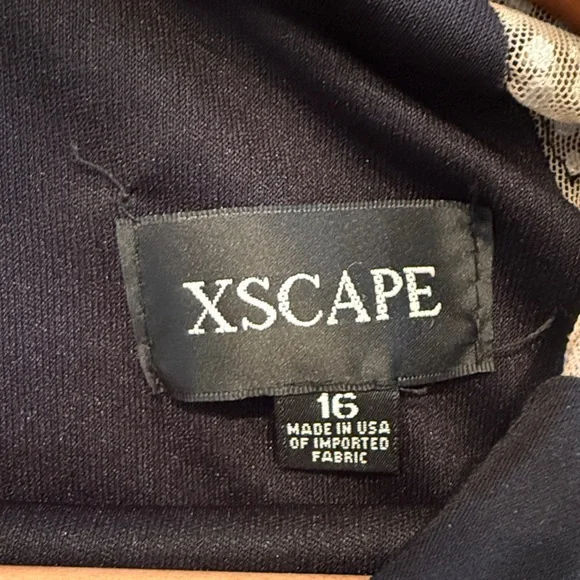 XSCAPE
16
MADE IN USA
OF IMPORTED
FABRIC